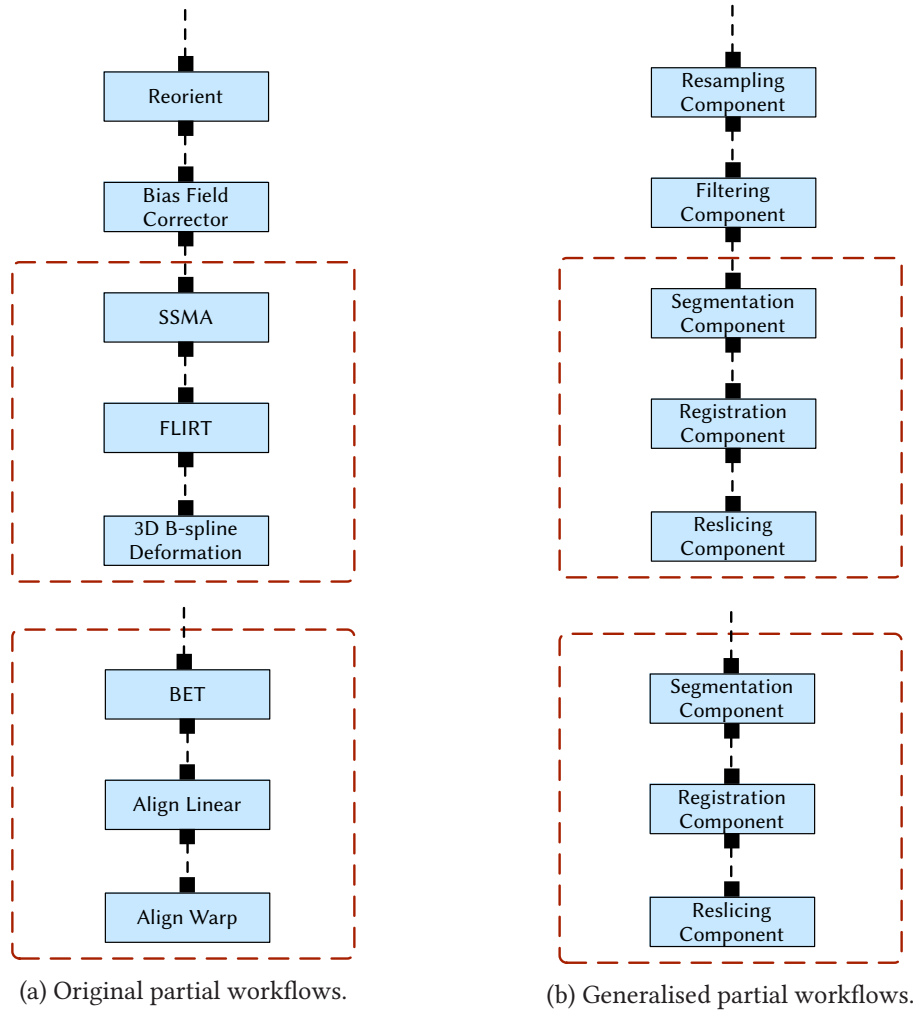 Reorient
Bias Field
Corrector
SSMA
FLIRT
3D B-spline
Deformation
BET
Align Linear
Align Warp
(a) Original partial workflows.
Resampling
Component
Filtering
Component
Segmentation
Component
Registration
Component
Reslicing
Component
Segmentation
Component
Registration
Component
Reslicing
Component
(b) Generalised partial workflows.